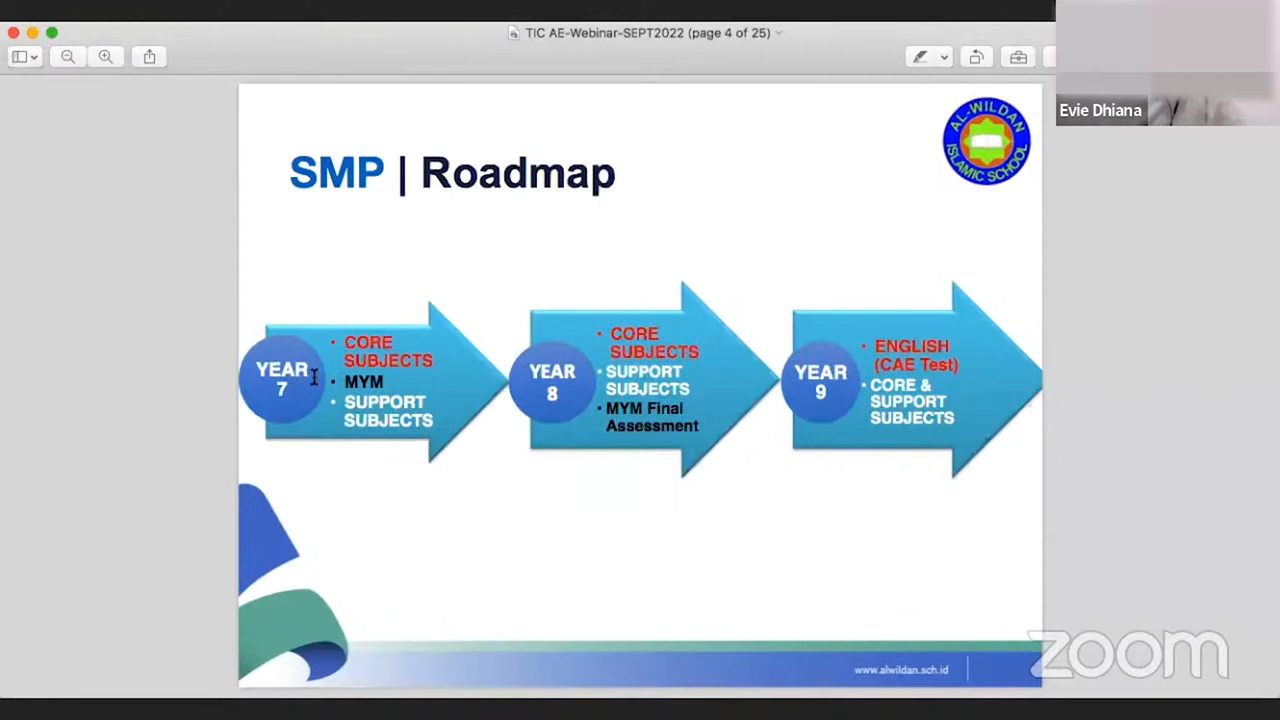 TIC AE-Webinar-SEPT2022 (page 4 of 25)
Evie Dhiana
AL-WILDAN
ISLAMIC SCHOOL
SMP | Roadmap
YEAR
7
• CORE
SUBJECTS
• MYM
• SUPPORT
SUBJECTS
YEAR
8
• CORE
SUBJECTS
• SUPPORT
SUBJECTS
• MYM Final
Assessment
YEAR
9
• ENGLISH
(CAE Test)
• CORE &
SUPPORT
SUBJECTS
www.alwildan.sch.id
zoom